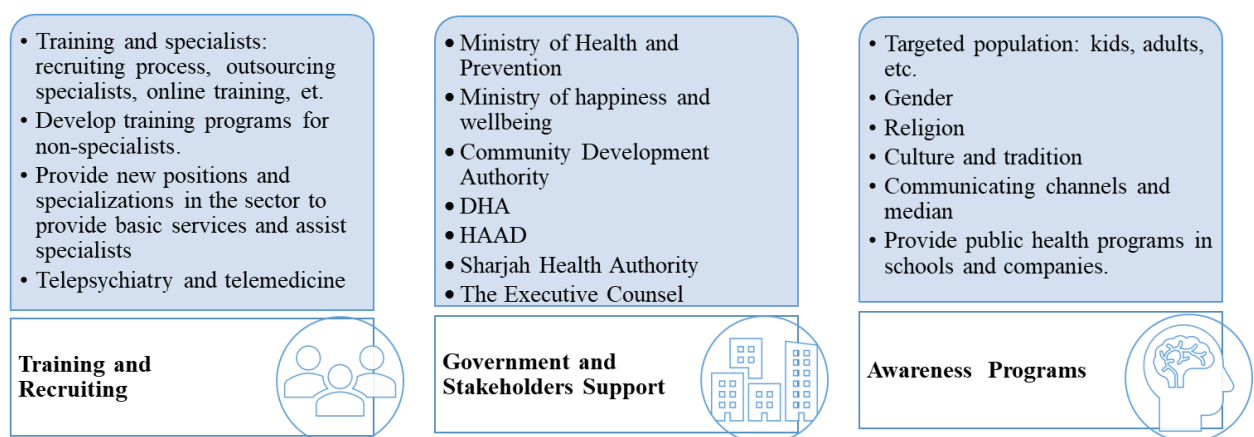 • Training and specialists:
recruiting process, outsourcing
specialists, online training, et.
• Develop training programs for
non-specialists.
• Provide new positions and
specializations in the sector to
provide basic services and assist
specialists
• Telepsychiatry and telemedicine
Training and
Recruiting
• Ministry of Health and
Prevention
• Ministry of happiness and
wellbeing
• Community Development
Authority
• DHA
• HAAD
• Sharjah Health Authority
• The Executive Counsel
Government and
Stakeholders Support
• Targeted population: kids, adults,
etc.
• Gender
• Religion
• Culture and tradition
• Communicating channels and
median
• Provide public health programs in
schools and companies.
Awareness Programs